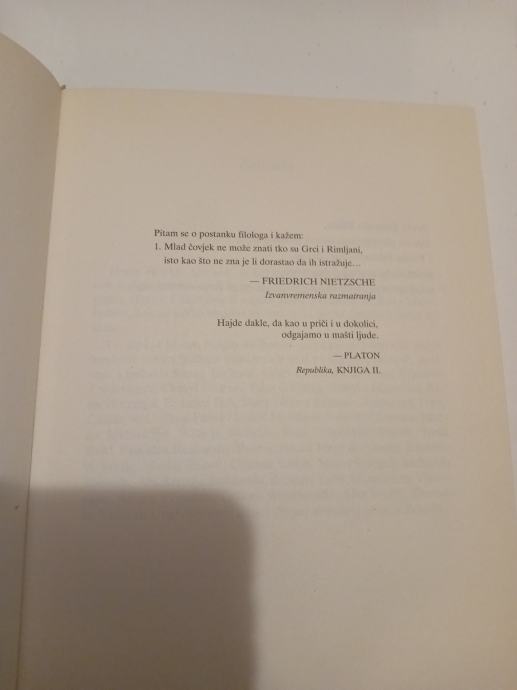 Pitam se o postanku filologa i kažem:
1. Mlad čovjek ne može znati tko su Grci i Rimljani,
isto kao što ne zna je li dorastao da ih istražuje...
— FRIEDRICH NIETZSCHE
Izvanvremenska razmatranja
Hajde dakle, da kao u priči i u dokolici,
odgajamo u mašti ljude.
— PLATON
Republika, KNJIGA II.